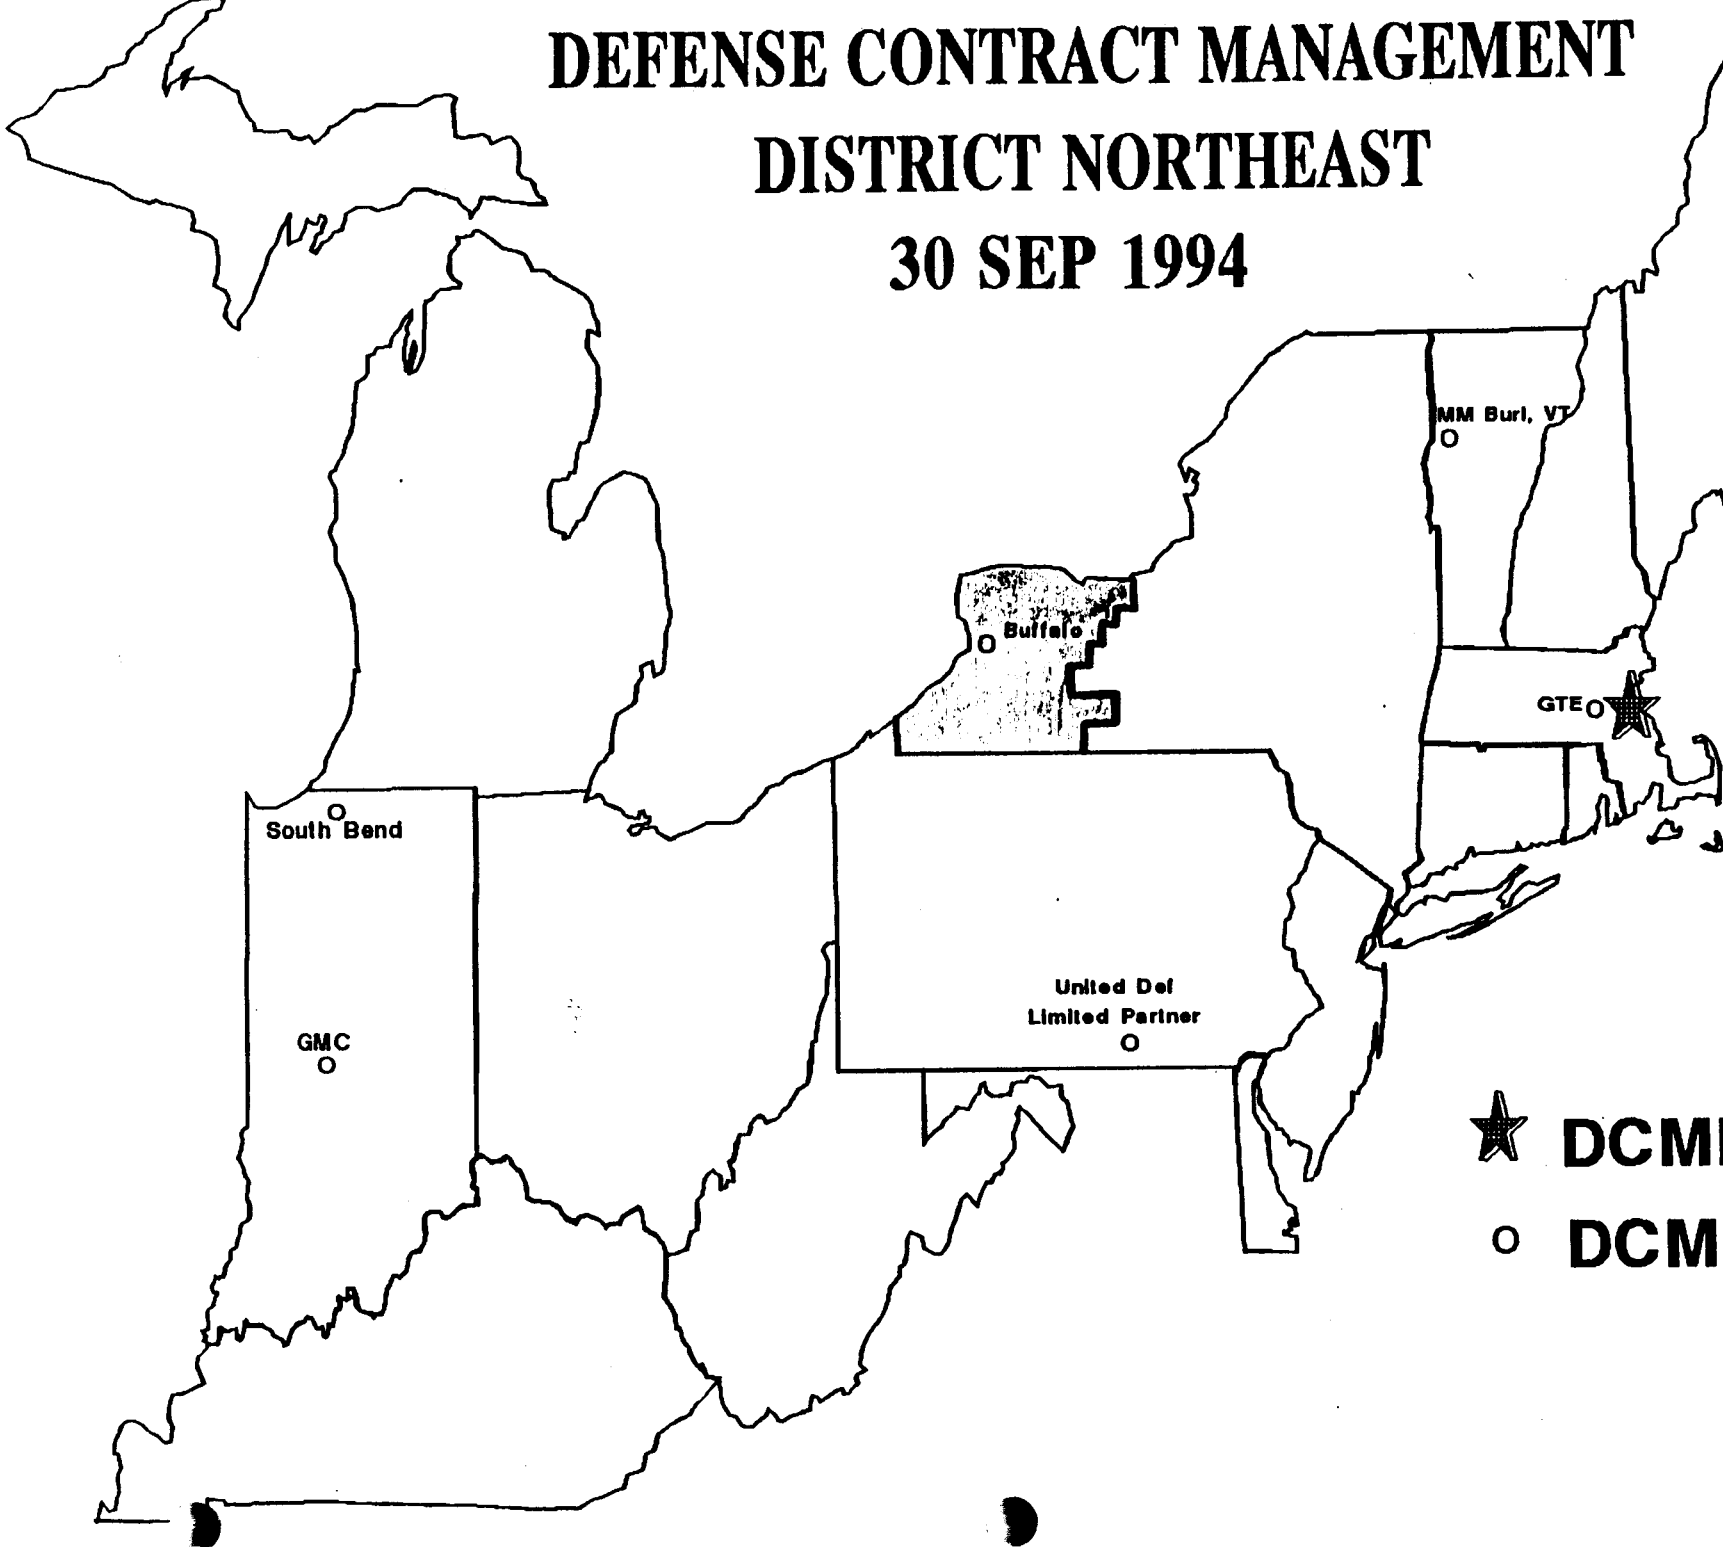 DEFENSE CONTRACT MANAGEMENT
DISTRICT NORTHEAST
30 SEP 1994
MM Burl, VT
Buffalo
GTE
South Bend
United Def
Limited Partner
GMC
DCM